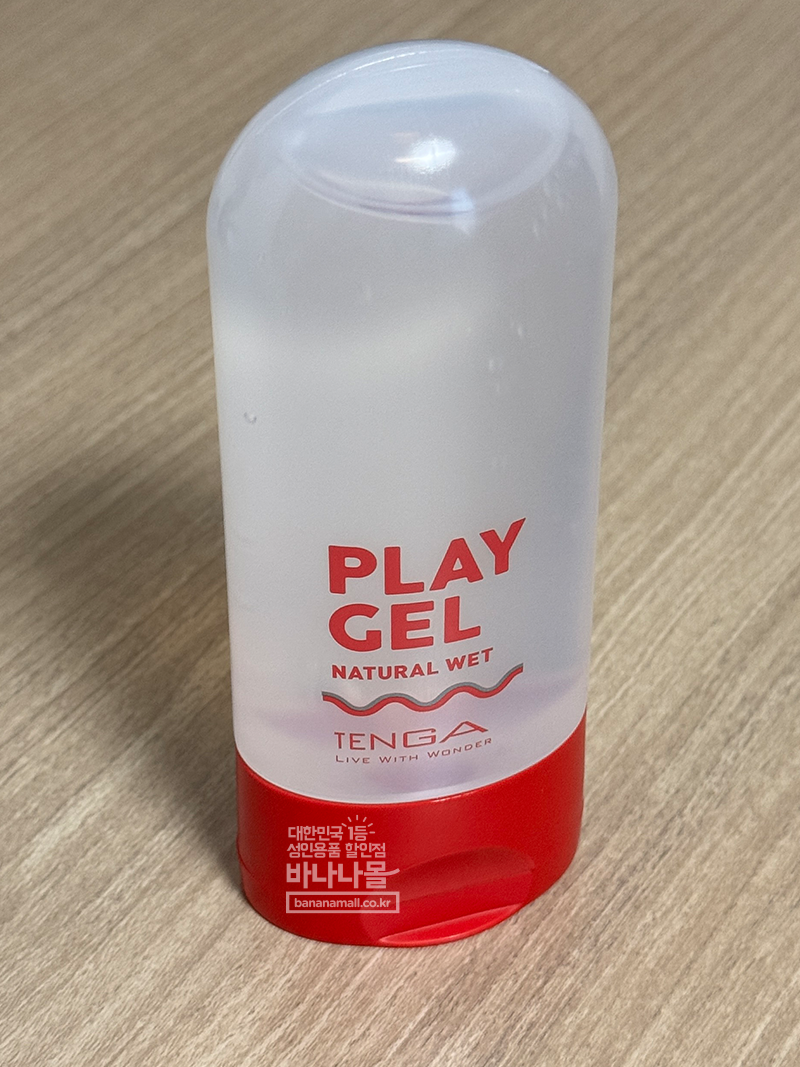 PLAY
GEL
NATURAL WET
TENGA
LIVE WITH WONDER
대한민국 1등
성인용품 할인점
바나나몰
bananamall.co.kr